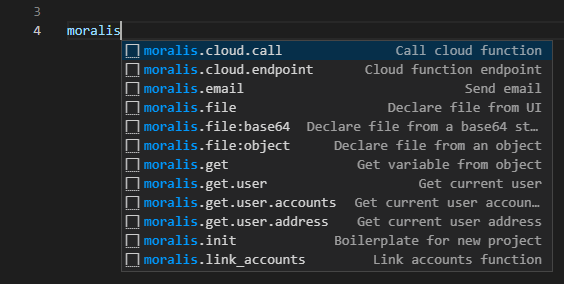 3
4 moralis
moralis.cloud.call Call cloud function
moralis.cloud.endpoint Cloud function endpoint
moralis.email Send email
moralis.file Declare file from UI
moralis.file:base64 Declare file from a base64 st…
moralis.file:object Declare file from an object
moralis.get Get variable from object
moralis.get.user Get current user
moralis.get.user.accounts Get current user accoun…
moralis.get.user.address Get current user address
moralis.init Boilerplate for new project
moralis.link_accounts Link accounts function